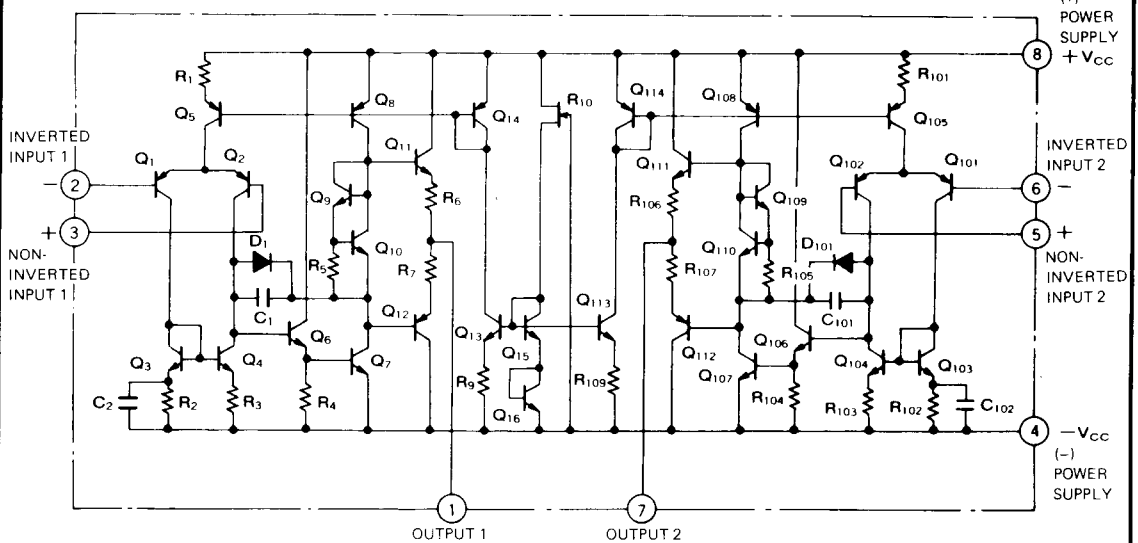 (+)
POWER
SUPPLY
8 +VCC
R1
Q5
Q8
Q14
R10
Q114
Q108
R101
Q105
INVERTED
INPUT 1
− 2
+ 3
NON-
INVERTED
INPUT 1
Q1
Q2
Q11
Q9
R6
Q10
R5
R7
D1
C1
Q12
Q3
Q4
Q6
Q7
C2
R2
R3
R4
Q13
Q15
R9
Q16
Q113
R109
Q111
R106
Q109
Q110
R107
R105
D101
C101
Q112
Q106
Q107
R104
Q104
Q103
R103
R102
C102
Q102
Q101
INVERTED
INPUT 2
6 −
5 +
NON-
INVERTED
INPUT 2
4 −VCC
(−)
POWER
SUPPLY
1
OUTPUT 1
7
OUTPUT 2